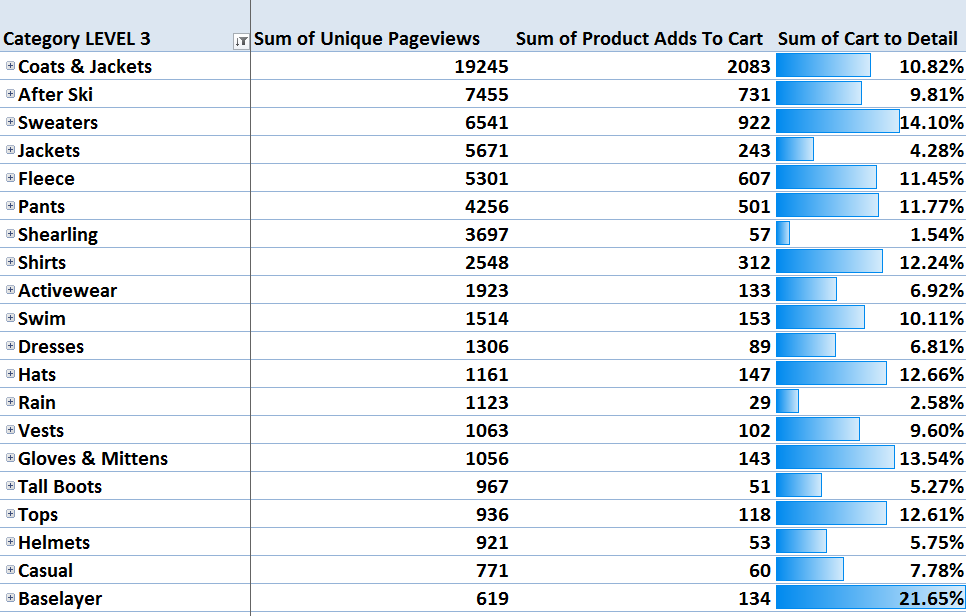 Category LEVEL 3 Sum of Unique Pageviews Sum of Product Adds To Cart Sum of Cart to Detail
Coats & Jackets 19245 2083 10.82%
After Ski 7455 731 9.81%
Sweaters 6541 922 14.10%
Jackets 5671 243 4.28%
Fleece 5301 607 11.45%
Pants 4256 501 11.77%
Shearling 3697 57 1.54%
Shirts 2548 312 12.24%
Activewear 1923 133 6.92%
Swim 1514 153 10.11%
Dresses 1306 89 6.81%
Hats 1161 147 12.66%
Rain 1123 29 2.58%
Vests 1063 102 9.60%
Gloves & Mittens 1056 143 13.54%
Tall Boots 967 51 5.27%
Tops 936 118 12.61%
Helmets 921 53 5.75%
Casual 771 60 7.78%
Baselayer 619 134 21.65%